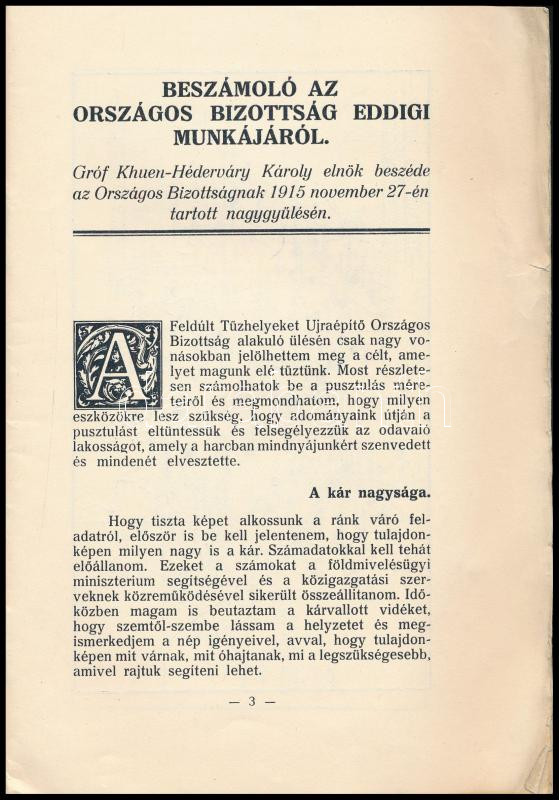 BESZÁMOLÓ AZ
ORSZÁGOS BIZOTTSÁG EDDIGI
MUNKÁJÁRÓL.
Gróf Khuen-Héderváry Károly elnök beszéde
az Országos Bizottságnak 1915 november 27-én
tartott nagygyűlésén.
A Feldúlt Tűzhelyeket Ujraépítő Országos
Bizottság alakuló ülésén csak nagy vo-
násokban jelölhettem meg a célt, ame-
lyet magunk elé tűztünk. Most részlete-
sen számolhatok be a pusztulás mére-
teiről és megmondhatom, hogy milyen
eszközökre lesz szükség, hogy adományaink útján a
pusztulást eltüntessük és felsegélyezzük az odavaló
lakosságot, amely a harcban mindnyájunkért szenvedett
és mindenét elvesztette.
A kár nagysága.
Hogy tiszta képet alkossunk a ránk váró fel-
adatról, először is be kell jelentenem, hogy tulajdon-
képen milyen nagy is a kár. Számadatokkal kell tehát
előállanom. Ezeket a számokat a földmivelésügyi
miniszterium segítségével és a közigazgatási szer-
veknek közreműködésével sikerült összeállitanom. Idő-
közben magam is beutaztam a kárvallott vidéket,
hogy szemtől-szembe lássam a helyzetet és meg-
ismerkedjem a nép igényeivel, avval, hogy tulajdon-
képen mit várnak, mit óhajtanak, mi a legszükségesebb,
amivel rajtuk segíteni lehet.
— 3 —